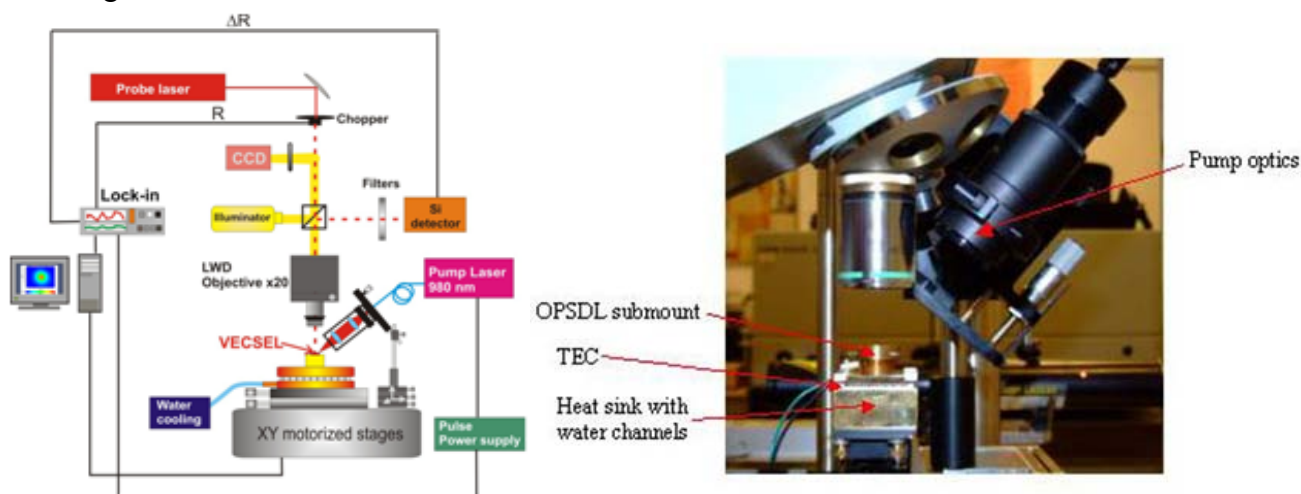 ΔR
Probe laser
R
Chopper
CCD
Lock-in
Filters
Illuminator
Si
detector
LWD
Objective x20
Pump Laser
980 nm
VECSEL
Water
cooling
XY motorized stages
Pulse
Power supply
Pump optics
OPSDL submount
TEC
Heat sink with
water channels